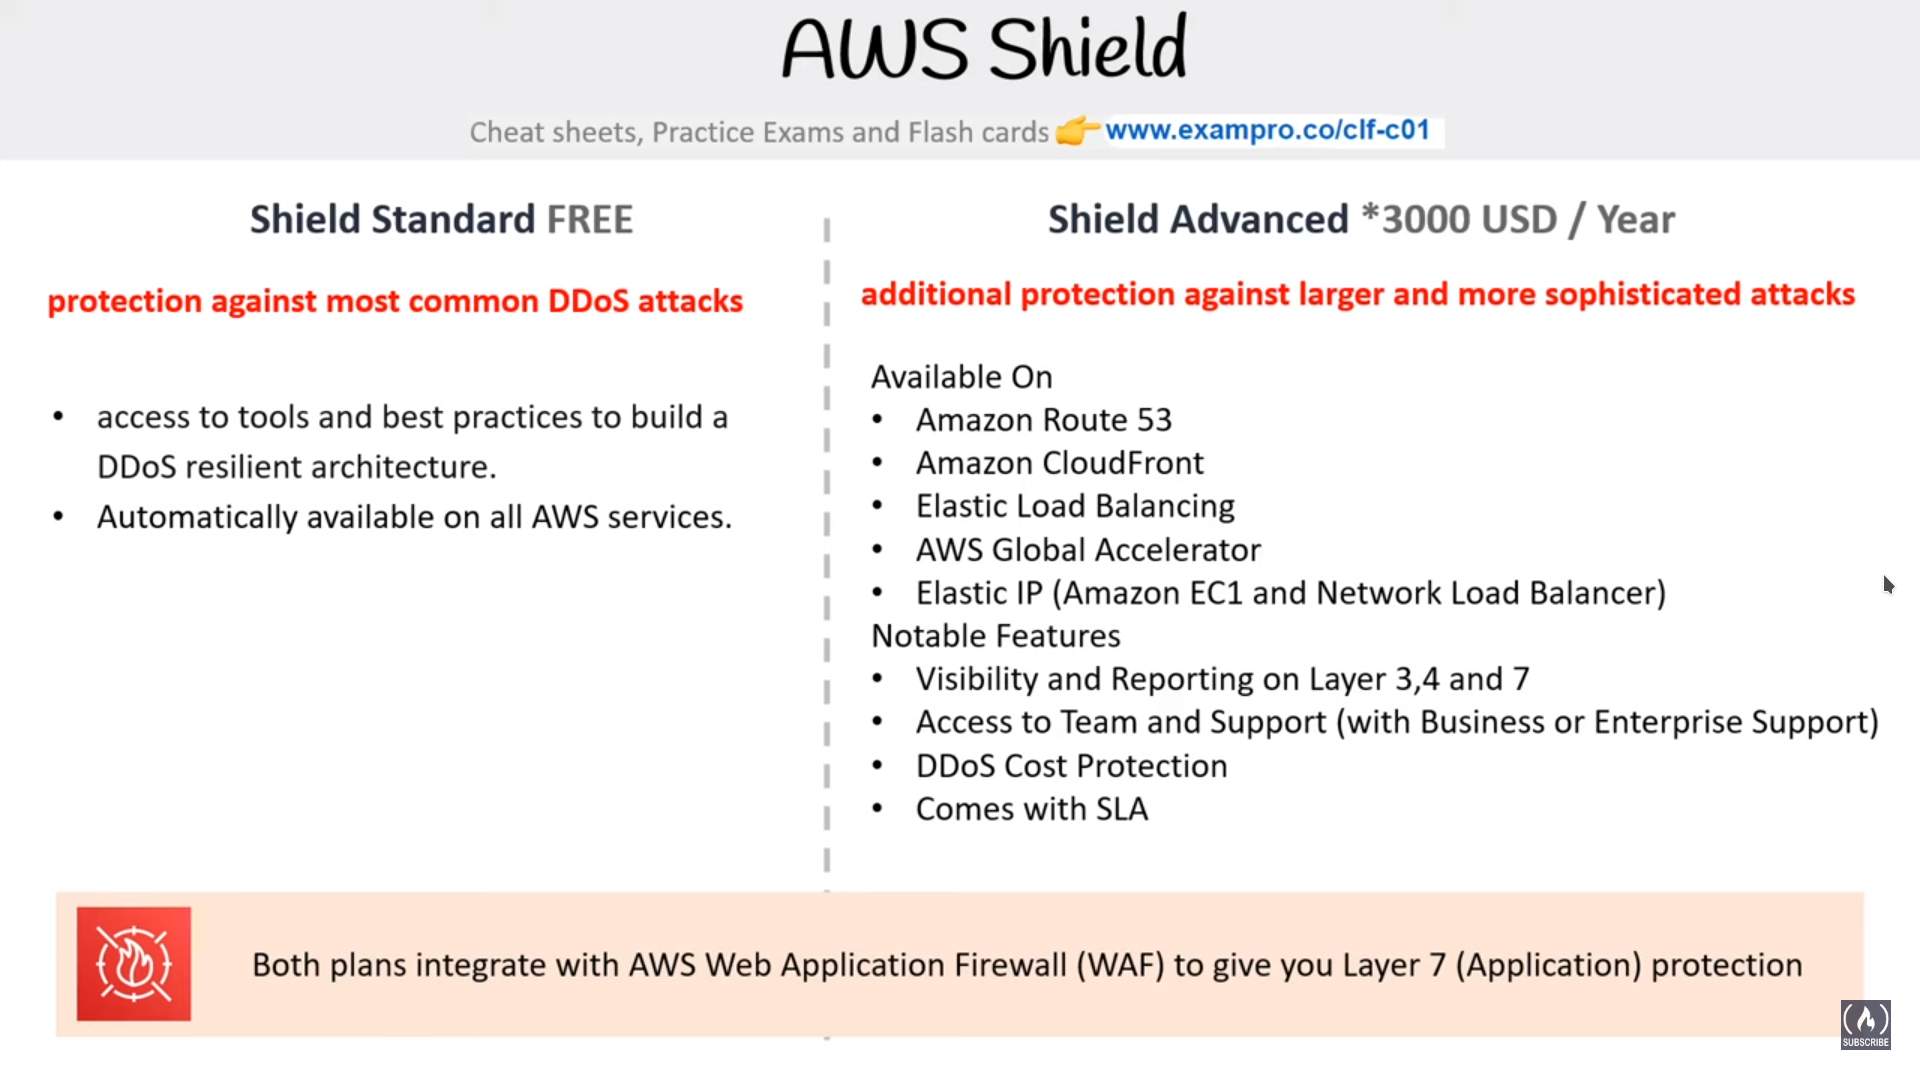 AWS Shield
Cheat sheets, Practice Exams and Flash cards 👉 www.exampro.co/clf-c01
Shield Standard FREE
protection against most common DDoS attacks
• access to tools and best practices to build a
DDoS resilient architecture.
• Automatically available on all AWS services.
Shield Advanced *3000 USD / Year
additional protection against larger and more sophisticated attacks
Available On
• Amazon Route 53
• Amazon CloudFront
• Elastic Load Balancing
• AWS Global Accelerator
• Elastic IP (Amazon EC1 and Network Load Balancer)
Notable Features
• Visibility and Reporting on Layer 3,4 and 7
• Access to Team and Support (with Business or Enterprise Support)
• DDoS Cost Protection
• Comes with SLA
Both plans integrate with AWS Web Application Firewall (WAF) to give you Layer 7 (Application) protection
SUBSCRIBE